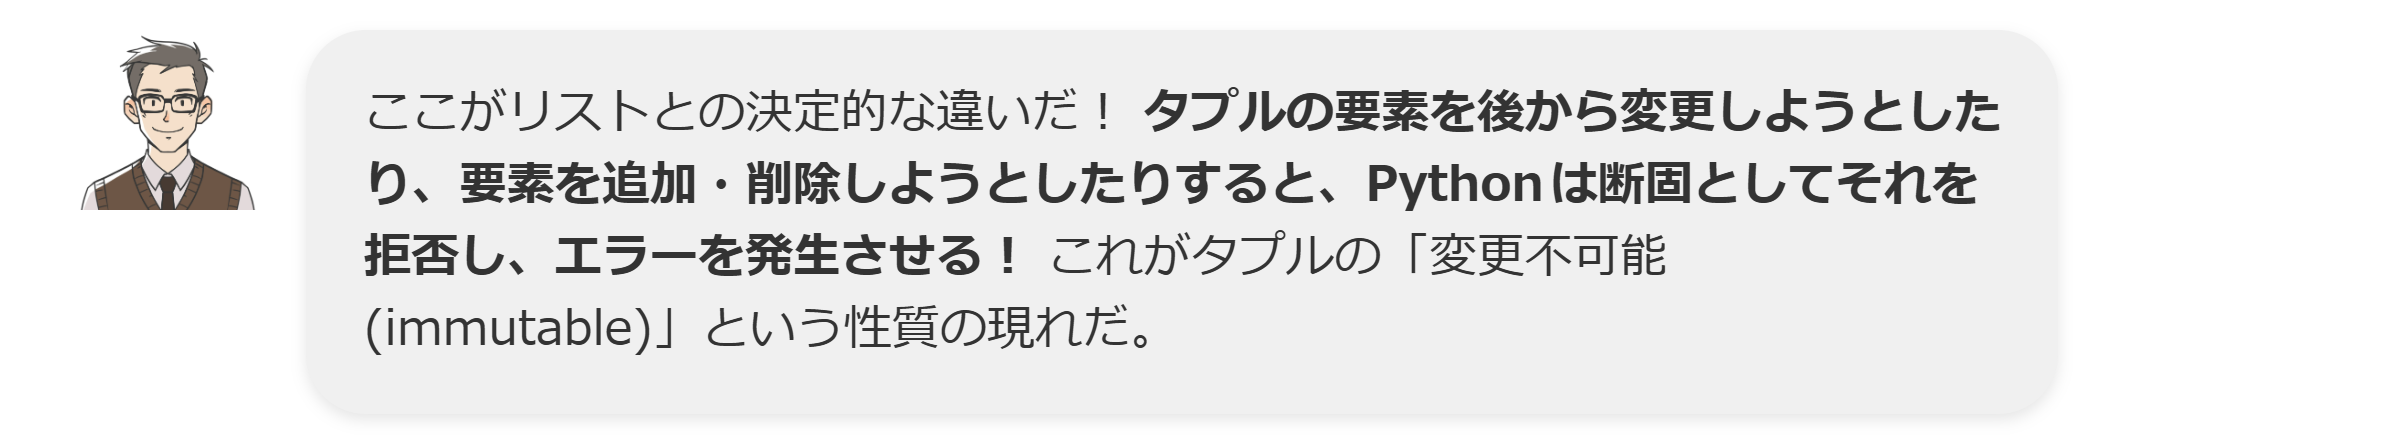 ここがリストとの決定的な違いだ！ タプルの要素を後から変更しようとした
り、要素を追加・削除しようとしたりすると、Pythonは断固としてそれを
拒否し、エラーを発生させる！ これがタプルの「変更不可能
(immutable)」という性質の現れだ。